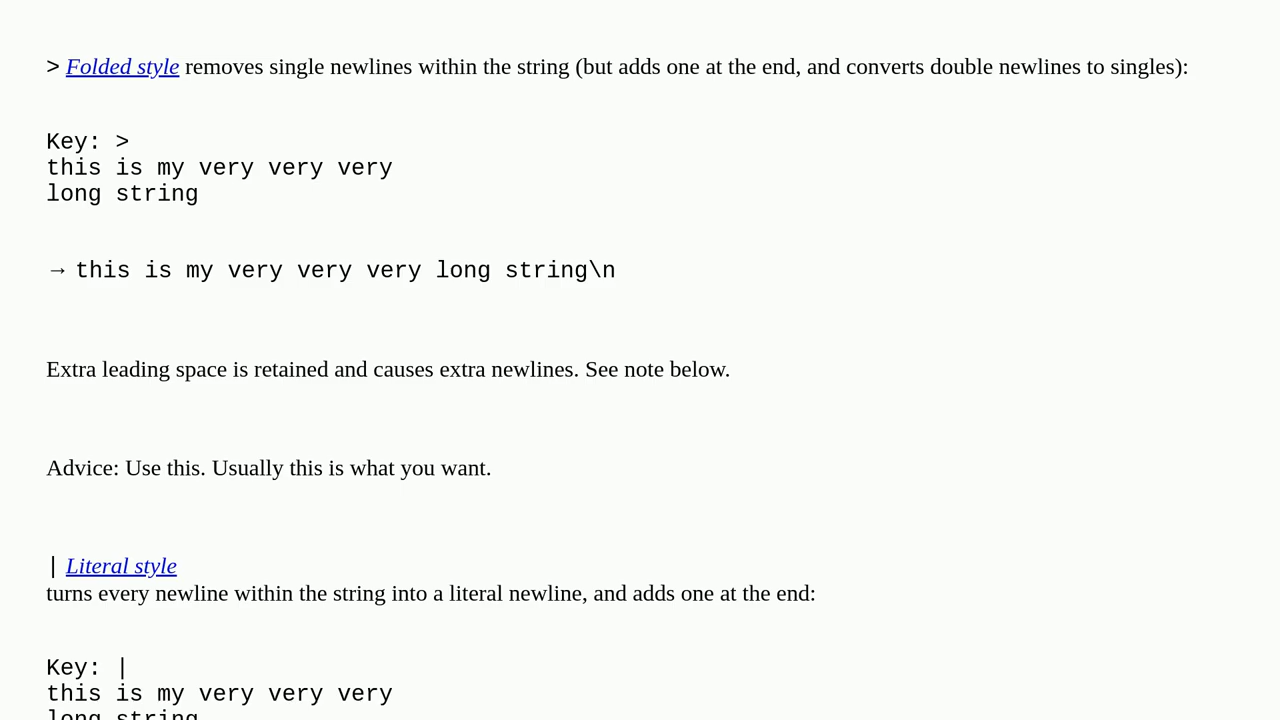 > Folded style removes single newlines within the string (but adds one at the end, and converts double newlines to singles):
Key: >
this is my very very very
long string
→ this is my very very very long string\n
Extra leading space is retained and causes extra newlines. See note below.
Advice: Use this. Usually this is what you want.
| Literal style
turns every newline within the string into a literal newline, and adds one at the end:
Key: |
this is my very very very
long string